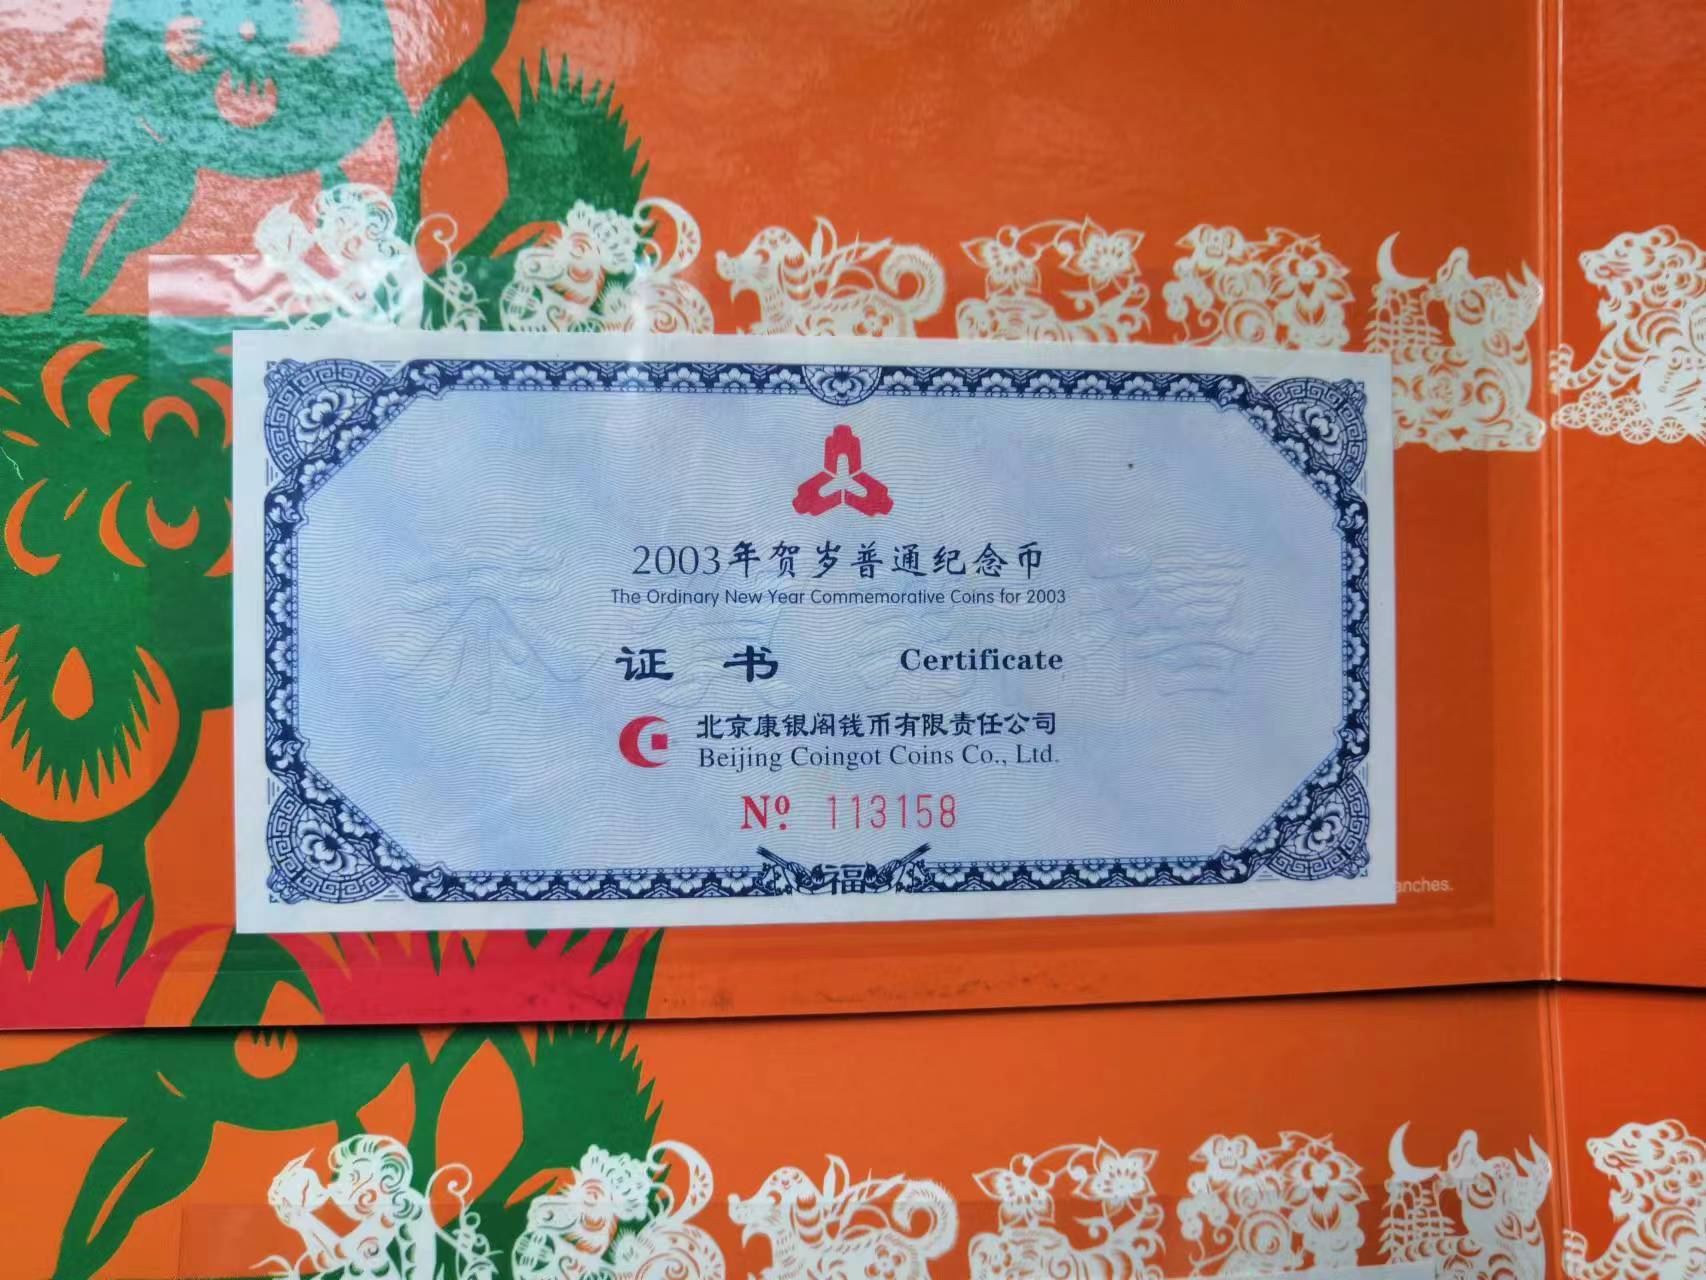 2003年贺岁普通纪念币
The Ordinary New Year Commemorative Coins for 2003
证 书 Certificate
北京康银阁钱币有限责任公司
Beijing Coingot Coins Co., Ltd.
Nº. 113158
福
anches.